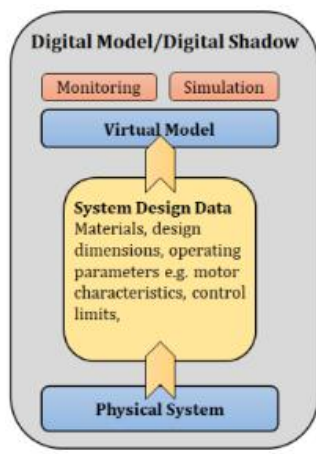 Digital Model/Digital Shadow
Monitoring
Simulation
Virtual Model
System Design Data
Materials, design
dimensions, operating
parameters e.g. motor
characteristics, control
limits,
Physical System